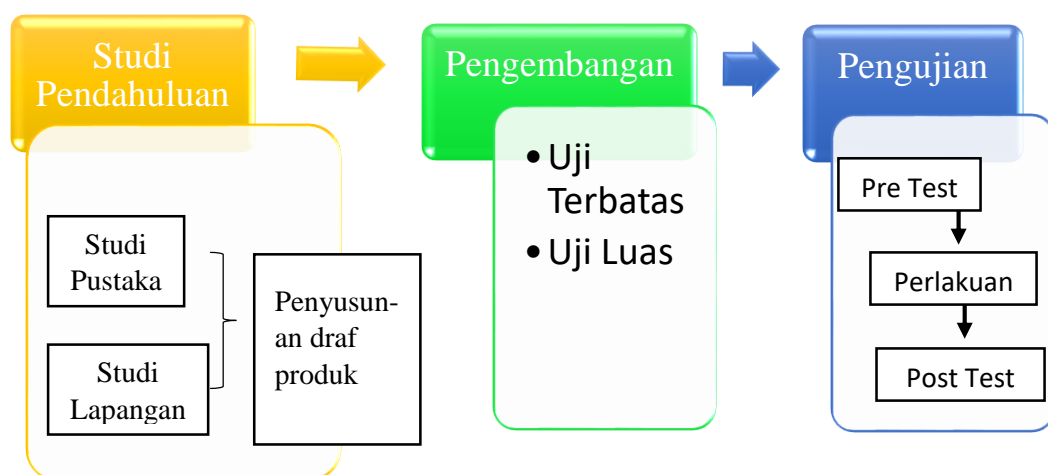 Studi
Pendahuluan
Studi
Pustaka
Studi
Lapangan
Penyusun-
an draf
produk
Pengembangan
• Uji
Terbatas
• Uji Luas
Pengujian
Pre Test
Perlakuan
Post Test